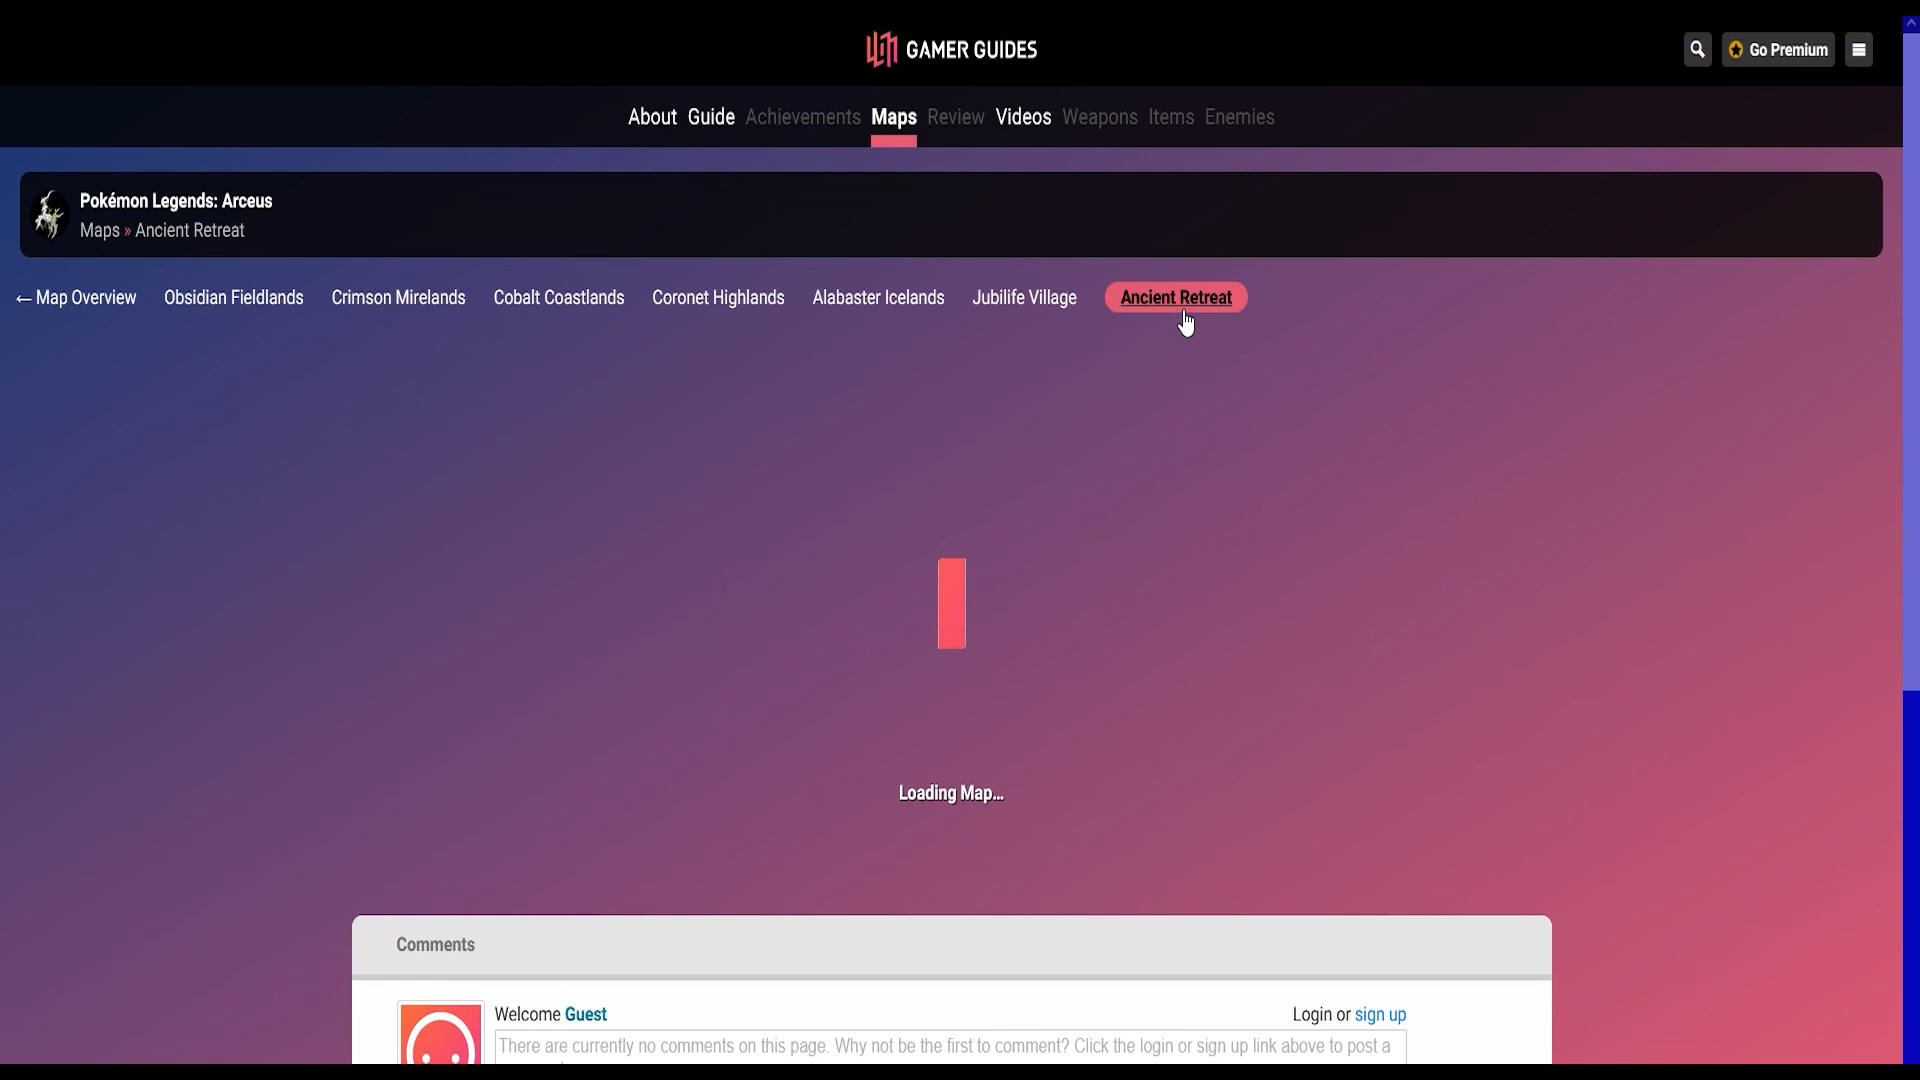 GAMER GUIDES
Go Premium
About Guide Achievements Maps Review Videos Weapons Items Enemies
Pokémon Legends: Arceus
Maps » Ancient Retreat
← Map Overview Obsidian Fieldlands Crimson Mirelands Cobalt Coastlands Coronet Highlands Alabaster Icelands Jubilife Village Ancient Retreat
Loading Map...
Comments
Welcome Guest Login or sign up
There are currently no comments on this page. Why not be the first to comment? Click the login or sign up link above to post a